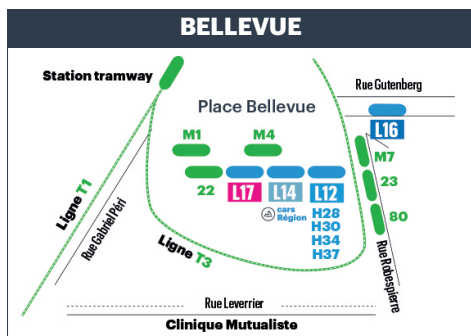 BELLEVUE
Station tramway
Rue Gutenberg
Place Bellevue
L16
M1
M4
M7
22
L17
L14
L12
23
cars
Région
H28
H30
H34
H37
80
Ligne T1
Rue Gabriel Péri
Ligne T3
Rue Robespierre
Rue Leverrier
Clinique Mutualiste